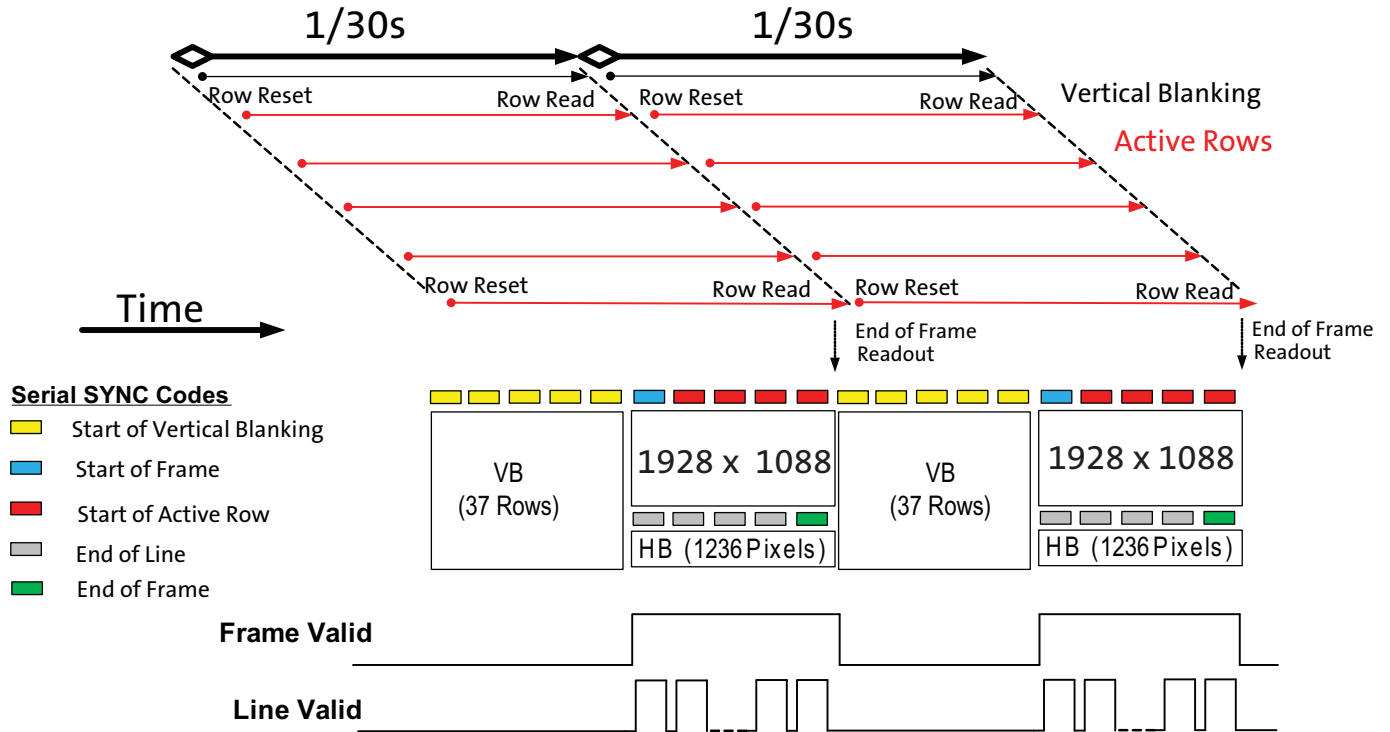 1/30s
1/30s
Row Reset
Row Read
Row Reset
Row Read
Vertical Blanking
Active Rows
Row Reset
Row Read
Row Reset
Row Read
Time
End of Frame
Readout
End of Frame
Readout
Serial SYNC Codes
Start of Vertical Blanking
Start of Frame
Start of Active Row
End of Line
End of Frame
VB
(37 Rows)
1928 x 1088
HB (1236 Pixels)
VB
(37 Rows)
1928 x 1088
HB (1236 Pixels)
Frame Valid
Line Valid